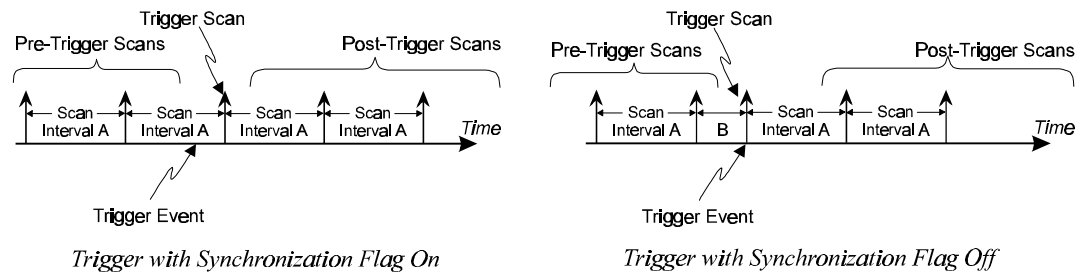 Trigger Scan
Pre-Trigger Scans
Post-Trigger Scans
Scan Interval A
Scan Interval A
Scan Interval A
Scan Interval A
Time
Trigger Event
Trigger with Synchronization Flag On
Trigger Scan
Pre-Trigger Scans
Post-Trigger Scans
Scan Interval A
B
Scan Interval A
Scan Interval A
Time
Trigger Event
Trigger with Synchronization Flag Off